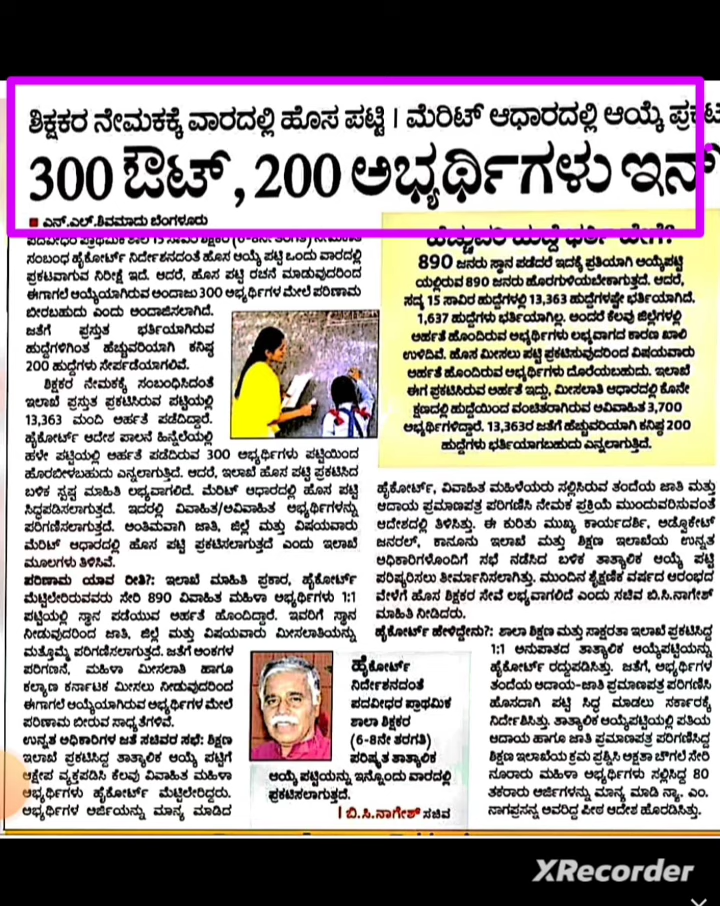 ಶಿಕ್ಷಕರ ನೇಮಕಕ್ಕೆ ವಾರದಲ್ಲಿ ಹೊಸ ಪಟ್ಟಿ | ಮೆರಿಟ್ ಆಧಾರದಲ್ಲಿ ಆಯ್ಕೆ ಪ್ರಕಟ
300 ಔಟ್, 200 ಅಭ್ಯರ್ಥಿಗಳು ಇನ್
■ ಎನ್.ಎಲ್.ಶಿವಮಾದು ಬೆಂಗಳೂರು
ಪದವೀಧರ ಪ್ರಾಥಮಿಕ ಶಾಲೆ 15 ಸಾವಿರ ಶಿಕ್ಷಕರ (6-8ನೇ ತರಗತಿ) ನೇಮಕಾತಿ
ಸಂಬಂಧ ಹೈಕೋರ್ಟ್ ನಿರ್ದೇಶನದಂತೆ ಹೊಸ ಆಯ್ಕೆ ಪಟ್ಟಿ ಒಂದು ವಾರದಲ್ಲಿ
ಪ್ರಕಟವಾಗುವ ನಿರೀಕ್ಷೆ ಇದೆ. ಆದರೆ, ಹೊಸ ಪಟ್ಟಿ ರಚನೆ ಮಾಡುವುದರಿಂದ
ಈಗಾಗಲೆ ಆಯ್ಕೆಯಾಗಿರುವ ಅಂದಾಜು 300 ಅಭ್ಯರ್ಥಿಗಳ ಮೇಲೆ ಪರಿಣಾಮ
ಬೀರಬಹುದು ಎಂದು ಅಂದಾಜಿಸಲಾಗಿದೆ.
ಜತೆಗೆ ಪ್ರಸ್ತುತ ಭರ್ತಿಯಾಗಿರುವ
ಹುದ್ದೆಗಳಿಗಿಂತ ಹೆಚ್ಚುವರಿಯಾಗಿ ಕನಿಷ್ಠ
200 ಹುದ್ದೆಗಳು ಸೇರ್ಪಡೆಯಾಗಲಿವೆ.
ಶಿಕ್ಷಕರ ನೇಮಕಕ್ಕೆ ಸಂಬಂಧಿಸಿದಂತೆ
ಇಲಾಖೆ ಪ್ರಸ್ತುತ ಪ್ರಕಟಿಸಿರುವ ಪಟ್ಟಿಯಲ್ಲಿ
13,363 ಮಂದಿ ಅರ್ಹತೆ ಪಡೆದಿದ್ದಾರೆ.
ಹೈಕೋರ್ಟ್ ಆದೇಶ ಪಾಲನೆ ಹಿನ್ನೆಲೆಯಲ್ಲಿ
ಹಳೇ ಪಟ್ಟಿಯಲ್ಲಿ ಅರ್ಹತೆ ಪಡೆದಿರುವ 300 ಅಭ್ಯರ್ಥಿಗಳು ಪಟ್ಟಿಯಿಂದ
ಹೊರಬೀಳಬಹುದು ಎನ್ನಲಾಗುತ್ತಿದೆ. ಆದರೆ, ಇಲಾಖೆ ಹೊಸ ಪಟ್ಟಿ ಪ್ರಕಟಿಸಿದ
ಬಳಿಕ ಸ್ಪಷ್ಟ ಮಾಹಿತಿ ಲಭ್ಯವಾಗಲಿದೆ. ಮೆರಿಟ್ ಆಧಾರದಲ್ಲಿ ಹೊಸ ಪಟ್ಟಿ
ಸಿದ್ಧಪಡಿಸಲಾಗುತ್ತದೆ. ಇದರಲ್ಲಿ ವಿವಾಹಿತ/ಅವಿವಾಹಿತ ಅಭ್ಯರ್ಥಿಗಳನ್ನು
ಪರಿಗಣಿಸಲಾಗುತ್ತದೆ. ಅಂತಿಮವಾಗಿ ಜಾತಿ, ಜಿಲ್ಲೆ ಮತ್ತು ವಿಷಯವಾರು
ಮೆರಿಟ್ ಆಧಾರದಲ್ಲಿ ಹೊಸ ಪಟ್ಟಿ ಪ್ರಕಟಿಸಲಾಗುತ್ತದೆ ಎಂದು ಇಲಾಖೆ
ಮೂಲಗಳು ತಿಳಿಸಿವೆ.
ಪರಿಣಾಮ ಯಾವ ರೀತಿ?: ಇಲಾಖೆ ಮಾಹಿತಿ ಪ್ರಕಾರ, ಹೈಕೋರ್ಟ್
ಮೆಟ್ಟಿಲೇರಿರುವವರು ಸೇರಿ 890 ವಿವಾಹಿತ ಮಹಿಳಾ ಅಭ್ಯರ್ಥಿಗಳು 1:1
ಪಟ್ಟಿಯಲ್ಲಿ ಸ್ಥಾನ ಪಡೆಯುವ ಅರ್ಹತೆ ಹೊಂದಿದ್ದಾರೆ. ಇವರಿಗೆ ಸ್ಥಾನ
ನೀಡುವುದರಿಂದ ಜಾತಿ, ಜಿಲ್ಲೆ ಮತ್ತು ವಿಷಯವಾರು ಮೀಸಲಾತಿಯನ್ನು
ಮತ್ತೊಮ್ಮೆ ಪರಿಗಣಿಸಲಾಗುತ್ತದೆ. ಜತೆಗೆ ಅಂಕಗಳ
ಪರಿಗಣನೆ, ಮಹಿಳಾ ಮೀಸಲಾತಿ ಹಾಗೂ
ಕಲ್ಯಾಣ ಕರ್ನಾಟಕ ಮೀಸಲು ನೀಡುವುದರಿಂದ
ಈಗಾಗಲೆ ಆಯ್ಕೆಯಾಗಿರುವ ಅಭ್ಯರ್ಥಿಗಳ ಮೇಲೆ
ಪರಿಣಾಮ ಬೀರುವ ಸಾಧ್ಯತೆಗಳಿವೆ.
ಉನ್ನತ ಅಧಿಕಾರಿಗಳ ಜತೆ ಸಚಿವರ ಸಭೆ: ಶಿಕ್ಷಣ
ಇಲಾಖೆ ಪ್ರಕಟಿಸಿದ್ದ ತಾತ್ಕಾಲಿಕ ಆಯ್ಕೆ ಪಟ್ಟಿಗೆ
ಆಕ್ಷೇಪ ವ್ಯಕ್ತಪಡಿಸಿ ಕೆಲವು ವಿವಾಹಿತ ಮಹಿಳಾ
ಅಭ್ಯರ್ಥಿಗಳು ಹೈಕೋರ್ಟ್ ಮೆಟ್ಟಿಲೇರಿದ್ದರು.
ಅಭ್ಯರ್ಥಿಗಳ ಅರ್ಜಿಯನ್ನು ಮಾನ್ಯ ಮಾಡಿದ
ಹೈಕೋರ್ಟ್
ನಿರ್ದೇಶನದಂತೆ
ಪದವೀಧರ ಪ್ರಾಥಮಿಕ
ಶಾಲಾ ಶಿಕ್ಷಕರ
(6-8ನೇ ತರಗತಿ)
ಪರಿಷ್ಕೃತ ತಾತ್ಕಾಲಿಕ
ಆಯ್ಕೆ ಪಟ್ಟಿಯನ್ನು ಇನ್ನೊಂದು ವಾರದಲ್ಲಿ
ಪ್ರಕಟಿಸಲಾಗುತ್ತದೆ.
| ಬಿ.ಸಿ.ನಾಗೇಶ್ ಸಚಿವ
ಹೆಚ್ಚುವರಿ ಹುದ್ದೆ ಭರ್ತಿ ಹೇಗೆ?
890 ಜನರು ಸ್ಥಾನ ಪಡೆದರೆ ಇದಕ್ಕೆ ಪ್ರತಿಯಾಗಿ ಆಯ್ಕೆಪಟ್ಟಿ
ಯಲ್ಲಿರುವ 890 ಜನರು ಹೊರಗುಳಿಯಬೇಕಾಗುತ್ತದೆ. ಆದರೆ,
ಸದ್ಯ 15 ಸಾವಿರ ಹುದ್ದೆಗಳಲ್ಲಿ 13,363 ಹುದ್ದೆಗಳಷ್ಟೇ ಭರ್ತಿಯಾಗಿದೆ.
1,637 ಹುದ್ದೆಗಳು ಭರ್ತಿಯಾಗಿಲ್ಲ. ಅಂದರೆ ಕೆಲವು ಜಿಲ್ಲೆಗಳಲ್ಲಿ
ಅರ್ಹತೆ ಹೊಂದಿರುವ ಅಭ್ಯರ್ಥಿಗಳು ಲಭ್ಯವಾಗದ ಕಾರಣ ಖಾಲಿ
ಉಳಿದಿವೆ. ಹೊಸ ಮೀಸಲು ಪಟ್ಟಿ ಪ್ರಕಟಿಸುವುದರಿಂದ ವಿಷಯವಾರು
ಅರ್ಹತೆ ಹೊಂದಿರುವ ಅಭ್ಯರ್ಥಿಗಳು ದೊರೆಯಬಹುದು. ಇಲಾಖೆ
ಈಗ ಪ್ರಕಟಿಸಿರುವ ಅರ್ಹತೆ ಇದ್ದು, ಮೀಸಲಾತಿ ಆಧಾರದಲ್ಲಿ ಕೊನೇ
ಕ್ಷಣದಲ್ಲಿ ಹುದ್ದೆಯಿಂದ ವಂಚಿತರಾಗಿರುವ ಅವಿವಾಹಿತ 3,700
ಅಭ್ಯರ್ಥಿಗಳಿದ್ದಾರೆ. 13,363ರ ಜತೆಗೆ ಹೆಚ್ಚುವರಿಯಾಗಿ ಕನಿಷ್ಠ 200
ಹುದ್ದೆಗಳು ಭರ್ತಿಯಾಗಬಹುದು ಎನ್ನಲಾಗುತ್ತಿದೆ.
ಹೈಕೋರ್ಟ್, ವಿವಾಹಿತ ಮಹಿಳೆಯರು ಸಲ್ಲಿಸಿರುವ ತಂದೆಯ ಜಾತಿ ಮತ್ತು
ಆದಾಯ ಪ್ರಮಾಣಪತ್ರ ಪರಿಗಣಿಸಿ ನೇಮಕ ಪ್ರಕ್ರಿಯೆ ಮುಂದುವರಿಸುವಂತೆ
ಆದೇಶದಲ್ಲಿ ತಿಳಿಸಿತ್ತು. ಈ ಕುರಿತು ಮುಖ್ಯ ಕಾರ್ಯದರ್ಶಿ, ಅಡ್ವೊಕೇಟ್
ಜನರಲ್, ಕಾನೂನು ಇಲಾಖೆ ಮತ್ತು ಶಿಕ್ಷಣ ಇಲಾಖೆಯ ಉನ್ನತ
ಅಧಿಕಾರಿಗಳೊಂದಿಗೆ ಸಭೆ ನಡೆಸಿದ ಬಳಿಕ ತಾತ್ಕಾಲಿಕ ಆಯ್ಕೆ ಪಟ್ಟಿ
ಪರಿಷ್ಕರಿಸಲು ತೀರ್ಮಾನಿಸಲಾಗಿತ್ತು. ಮುಂದಿನ ಶೈಕ್ಷಣಿಕ ವರ್ಷದ ಆರಂಭದ
ವೇಳೆಗೆ ಹೊಸ ಶಿಕ್ಷಕರ ಸೇವೆ ಲಭ್ಯವಾಗಲಿದೆ ಎಂದು ಸಚಿವ ಬಿ.ಸಿ.ನಾಗೇಶ್
ಮಾಹಿತಿ ನೀಡಿದರು.
ಹೈಕೋರ್ಟ್ ಹೇಳಿದ್ದೇನು?: ಶಾಲಾ ಶಿಕ್ಷಣ ಮತ್ತು ಸಾಕ್ಷರತಾ ಇಲಾಖೆ ಪ್ರಕಟಿಸಿದ್ದ
1:1 ಅನುಪಾತದ ತಾತ್ಕಾಲಿಕ ಆಯ್ಕೆಪಟ್ಟಿಯನ್ನು
ಹೈಕೋರ್ಟ್ ರದ್ದುಪಡಿಸಿತ್ತು. ಜತೆಗೆ, ಅಭ್ಯರ್ಥಿಗಳ
ತಂದೆಯ ಆದಾಯ-ಜಾತಿ ಪ್ರಮಾಣಪತ್ರ ಪರಿಗಣಿಸಿ
ಹೊಸದಾಗಿ ಪಟ್ಟಿ ಸಿದ್ಧ ಮಾಡಲು ಸರ್ಕಾರಕ್ಕೆ
ನಿರ್ದೇಶಿಸಿತ್ತು. ತಾತ್ಕಾಲಿಕ ಆಯ್ಕೆಪಟ್ಟಿಯಲ್ಲಿ ಪತಿಯ
ಆದಾಯ ಹಾಗೂ ಜಾತಿ ಪ್ರಮಾಣಪತ್ರ ಪರಿಗಣಿಸಿದ್ದ
ಶಿಕ್ಷಣ ಇಲಾಖೆಯ ಕ್ರಮ ಪ್ರಶ್ನಿಸಿ ಅಕ್ಷತಾ ಚೌಗಲೆ ಸೇರಿ
ನೂರಾರು ಮಹಿಳಾ ಅಭ್ಯರ್ಥಿಗಳು ಸಲ್ಲಿಸಿದ್ದ 80
ತಕರಾರು ಅರ್ಜಿಗಳನ್ನು ಮಾನ್ಯ ಮಾಡಿ ನ್ಯಾ. ಎಂ.
ನಾಗಪ್ರಸನ್ನ ಅವರಿದ್ದ ಪೀಠ ಆದೇಶ ಹೊರಡಿಸಿತ್ತು.
XRecorder